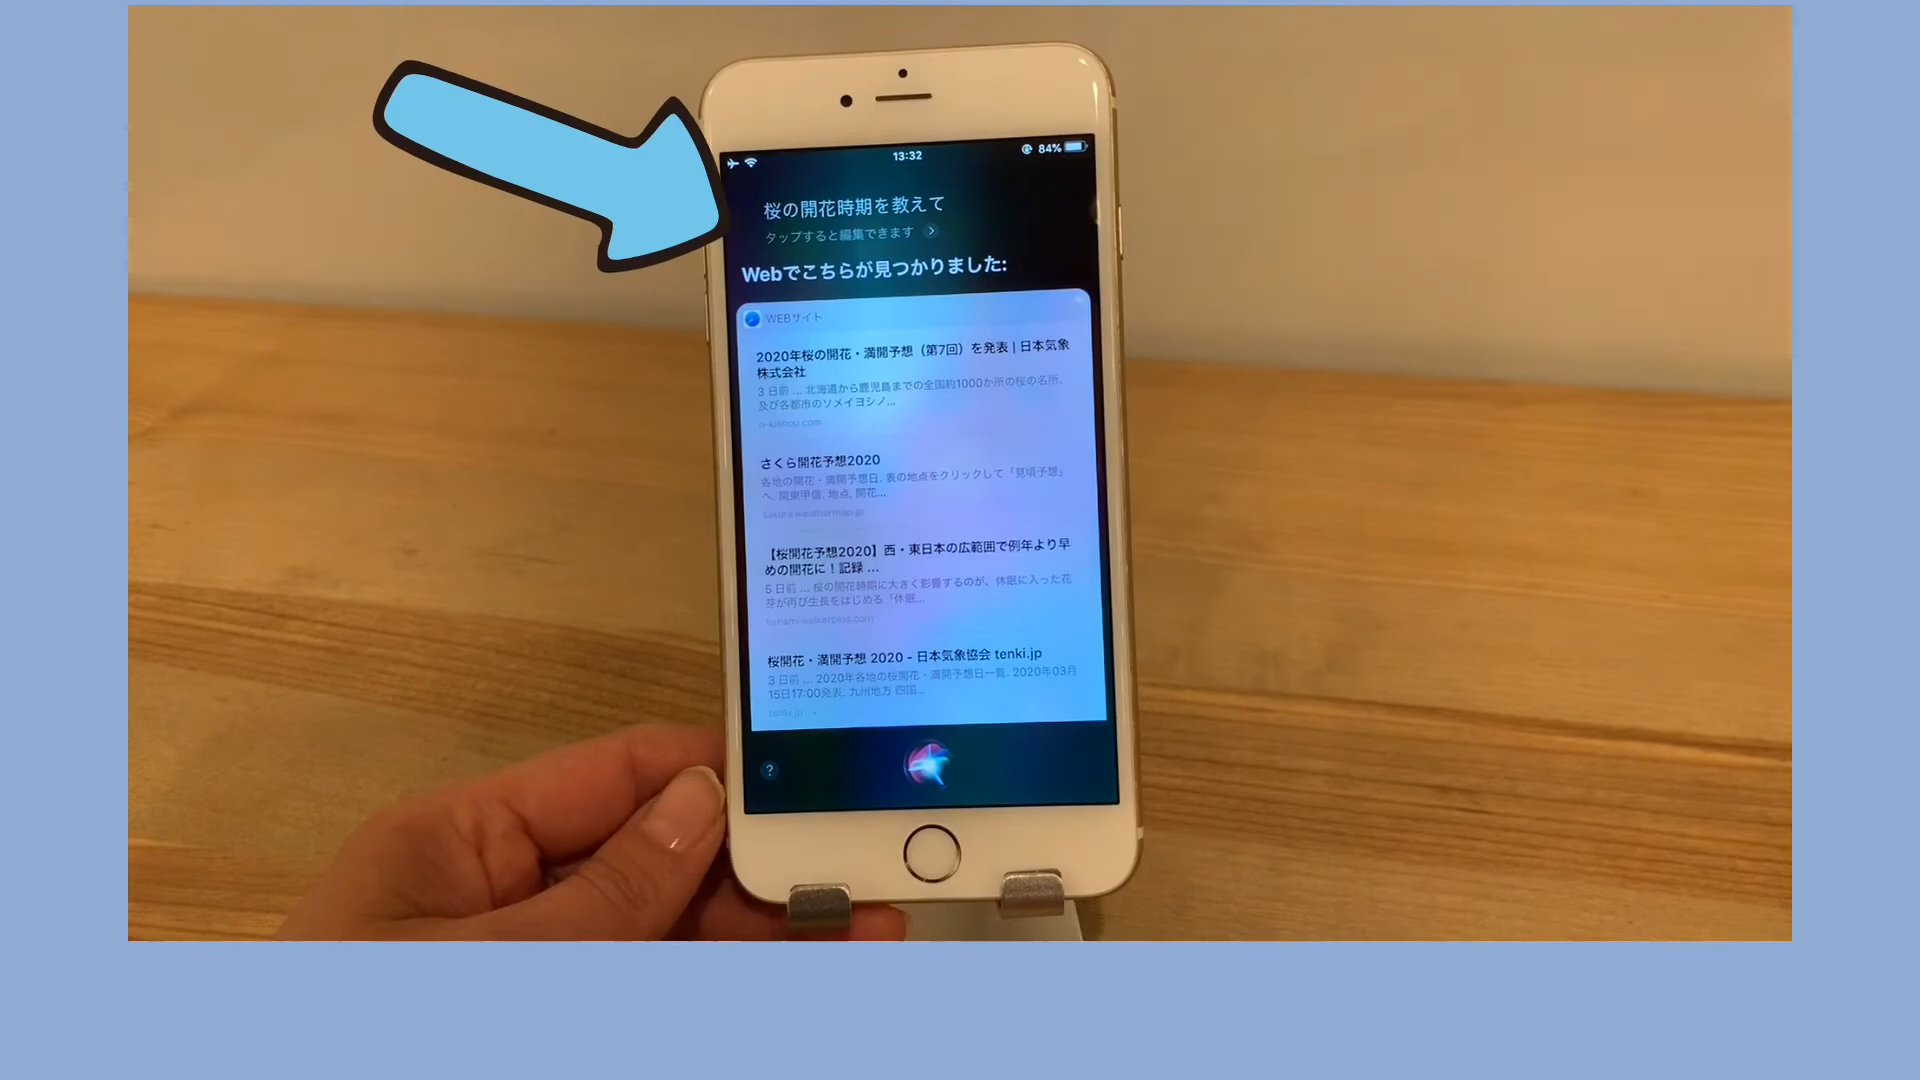 13:32
84%
桜の開花時期を教えて
タップすると編集できます
Webでこちらが見つかりました:
WEBサイト
2020年桜の開花・満開予想（第7回）を発表 | 日本気象
株式会社
3 日前 ... 北海道から鹿児島までの全国約1000か所の桜の名所、
及び各都市のソメイヨシノ...
n-kishou.com
さくら開花予想2020
各地の開花・満開予想日. 表の地点をクリックして「見頃予想」
へ. 関東甲信. 地点, 開花...
sakura.weathermap.jp
【桜開花予想2020】西・東日本の広範囲で例年より早
めの開花に！記録 ...
5 日前 ... 桜の開花時期に大きく影響するのが、休眠に入った花
芽が再び生長をはじめる「休眠...
hanami.walkerplus.com
桜開花・満開予想 2020 - 日本気象協会 tenki.jp
3 日前 ... 2020年各地の桜開花・満開予想日一覧. 2020年03月
15日17:00発表. 九州地方 四国...
tenki.jp
?